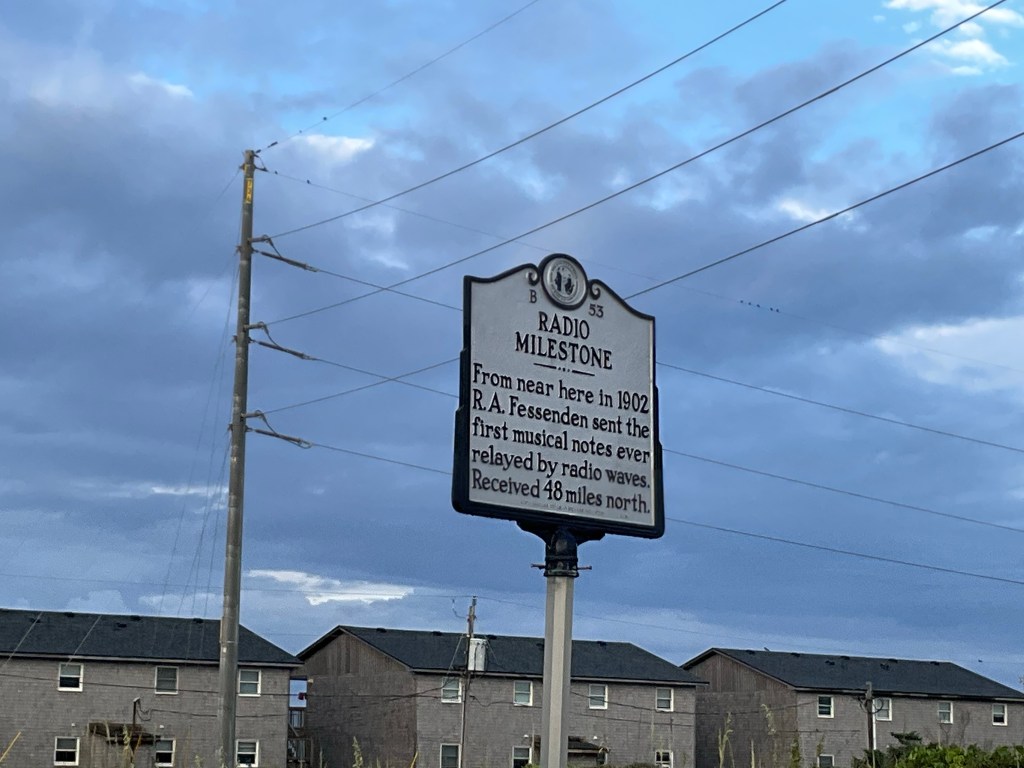 B 53
RADIO
MILESTONE
From near here in 1902
R.A. Fessenden sent the
first musical notes ever
relayed by radio waves.
Received 48 miles north.